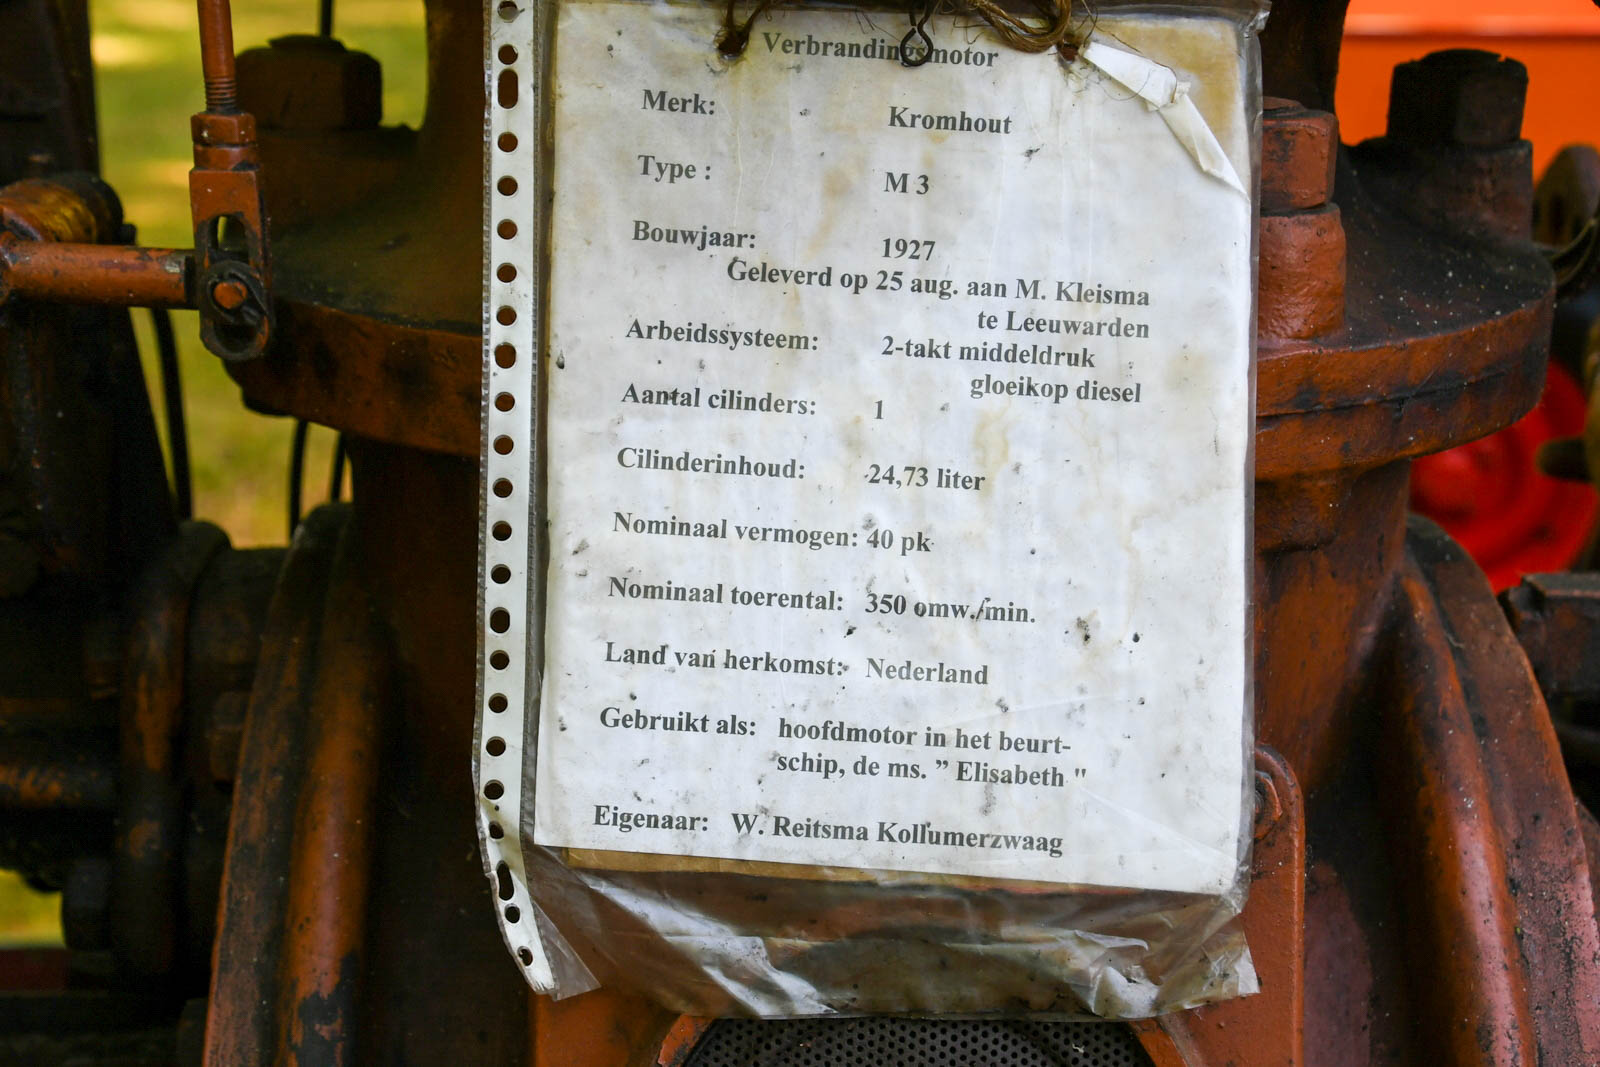 Verbrandingsmotor
Merk: Kromhout
Type : M 3
Bouwjaar: 1927
Geleverd op 25 aug. aan M. Kleisma
te Leeuwarden
Arbeidssysteem: 2-takt middeldruk
gloeikop diesel
Aantal cilinders: 1
Cilinderinhoud: 24,73 liter
Nominaal vermogen: 40 pk
Nominaal toerental: 350 omw./min.
Land van herkomst: Nederland
Gebruikt als: hoofdmotor in het beurt-
schip, de ms. ” Elisabeth "
Eigenaar: W. Reitsma Kollumerzwaag